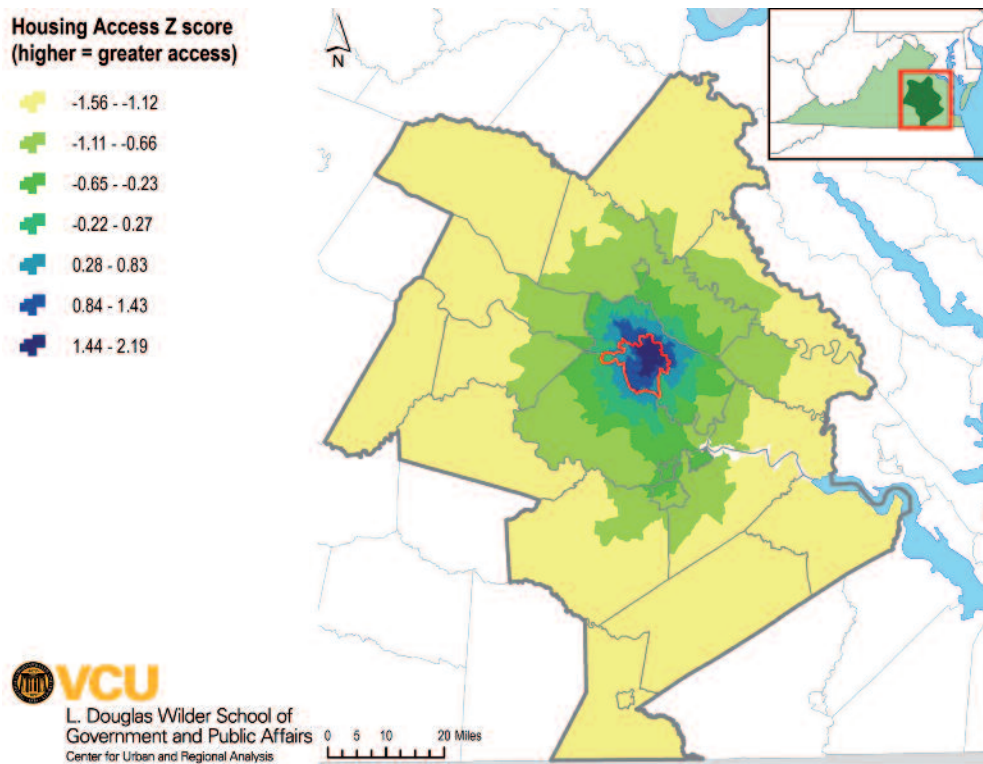 Housing Access Z score
(higher = greater access)
-1.56 - -1.12
-1.11 - -0.66
-0.65 - -0.23
-0.22 - 0.27
0.28 - 0.83
0.84 - 1.43
1.44 - 2.19
N
VCU
L. Douglas Wilder School of
Government and Public Affairs
Center for Urban and Regional Analysis
0 5 10 20 Miles